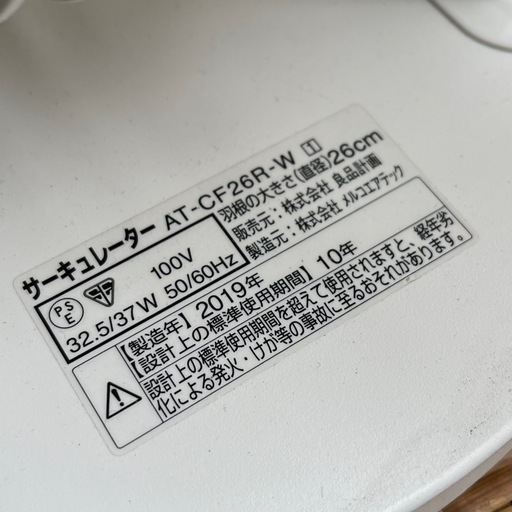 サーキュレーター AT-CF26R-W 1
羽根の大きさ(直径)26cm
販売元:株式会社 良品計画
製造元:株式会社 メルコエアテック
PSE
100V
32.5/37W 50/60Hz
【製造年】2019年
【設計上の標準使用期間】10年
設計上の標準使用期間を超えて使用されますと、経年劣
化による発火・けが等の事故に至るおそれがあります。